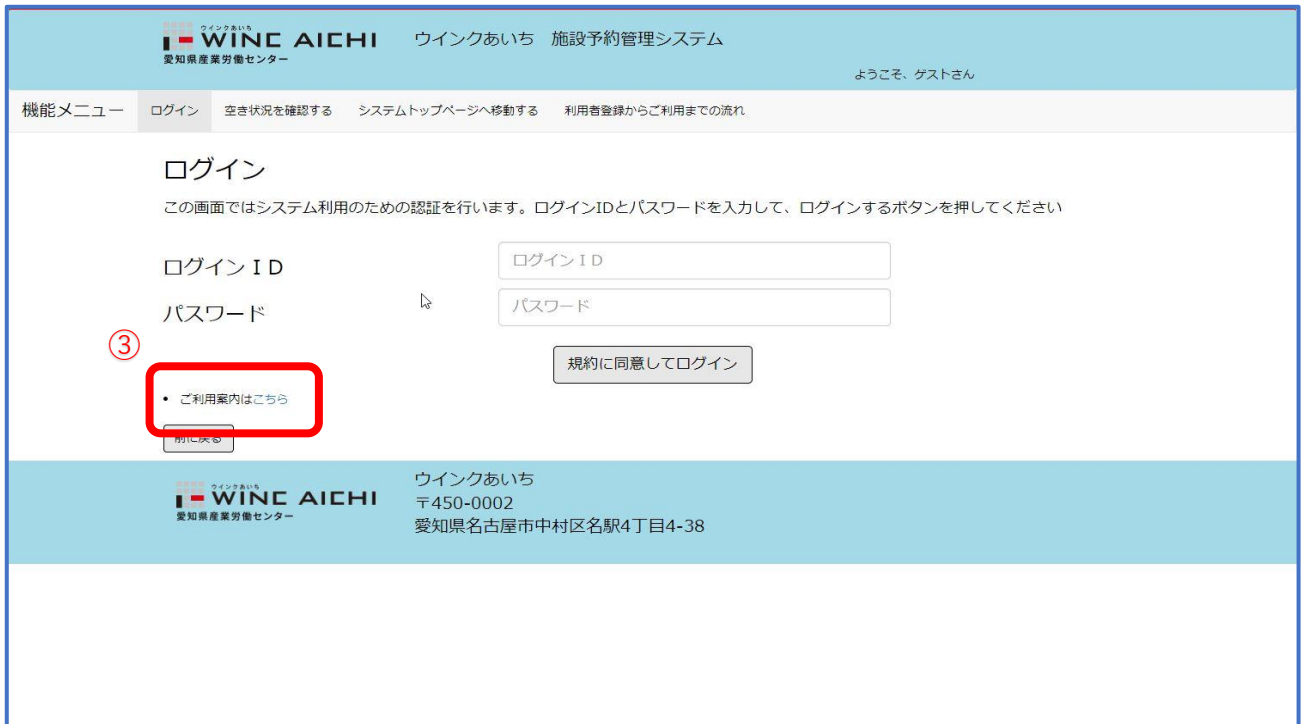 ウインクあいち
WINC AICHI
愛知県産業労働センター
ウインクあいち 施設予約管理システム
ようこそ、ゲストさん
機能メニュー ログイン 空き状況を確認する システムトップページへ移動する 利用者登録からご利用までの流れ
ログイン
この画面ではシステム利用のための認証を行います。ログインIDとパスワードを入力して、ログインするボタンを押してください
ログインＩＤ ログインＩＤ
パスワード パスワード
③
規約に同意してログイン
• ご利用案内はこちら
前に戻る
ウインクあいち
WINC AICHI
愛知県産業労働センター
ウインクあいち
〒450-0002
愛知県名古屋市中村区名駅4丁目4-38